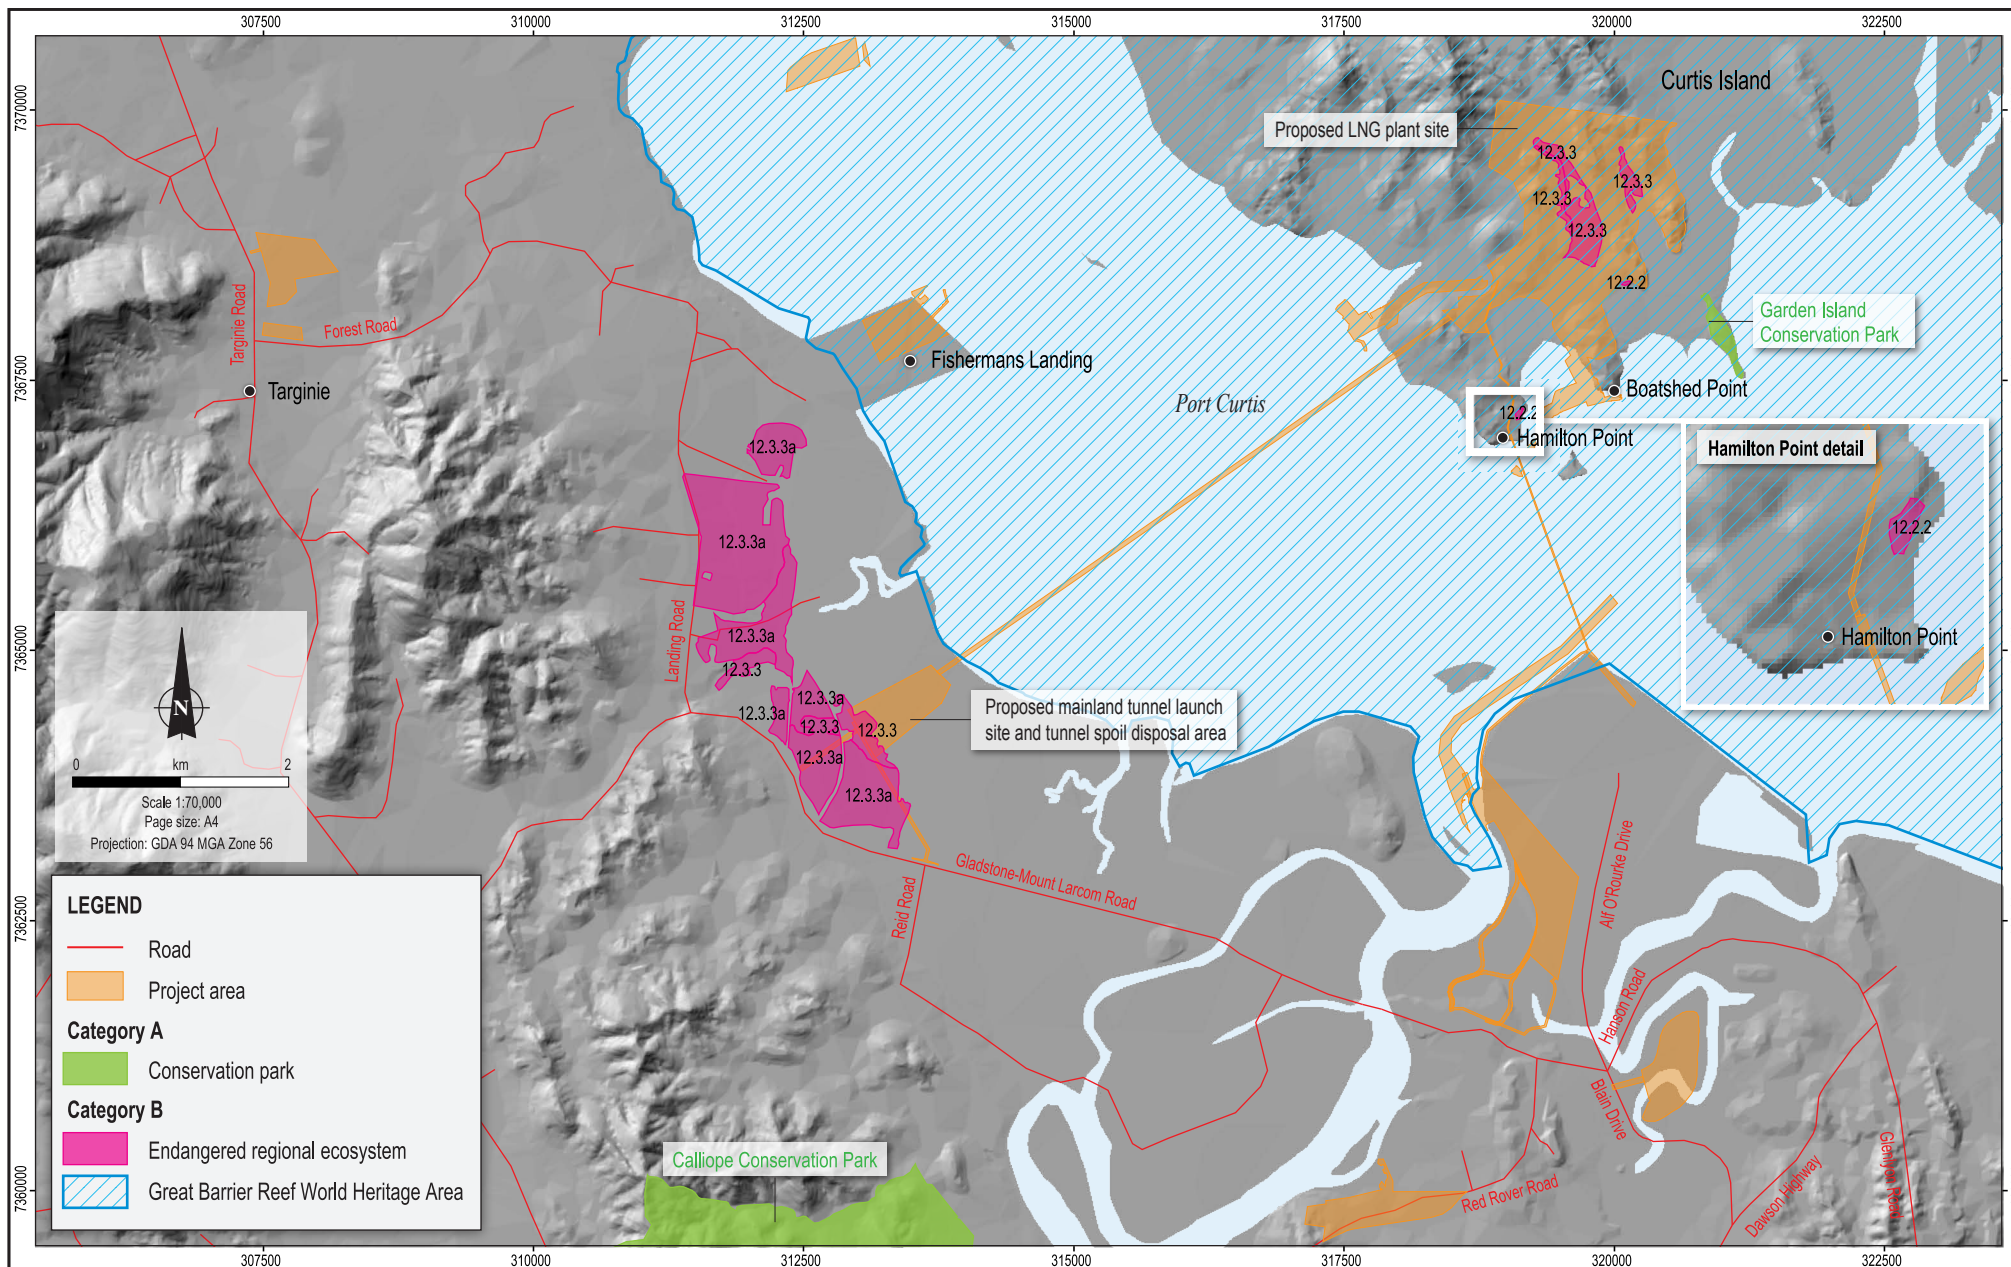 307500
310000
312500
315000
317500
320000
322500
7370000
7367500
7365000
7362500
7360000
Curtis Island
Proposed LNG plant site
12.3.3
12.3.3
12.3.3
12.3.3
12.2.2
Garden Island
Conservation Park
Targinie Road
Forest Road
Targinie
Fishermans Landing
Port Curtis
Boatshed Point
12.2.2
Hamilton Point
Hamilton Point detail
12.2.2
Hamilton Point
12.3.3a
12.3.3a
12.3.3a
12.3.3
Landing Road
12.3.3a
12.3.3a
12.3.3
12.3.3
12.3.3a
12.3.3a
Proposed mainland tunnel launch
site and tunnel spoil disposal area
N
0 km 2
Scale 1:70,000
Page size: A4
Projection: GDA 94 MGA Zone 56
Gladstone-Mount Larcom Road
Reid Road
Alf O'Rourke Drive
Hanson Road
Blain Drive
Red Rover Road
Dawson Highway
Glenlyon Road
Calliope Conservation Park
LEGEND
Road
Project area
Category A
Conservation park
Category B
Endangered regional ecosystem
Great Barrier Reef World Heritage Area
307500
310000
312500
315000
317500
320000
322500